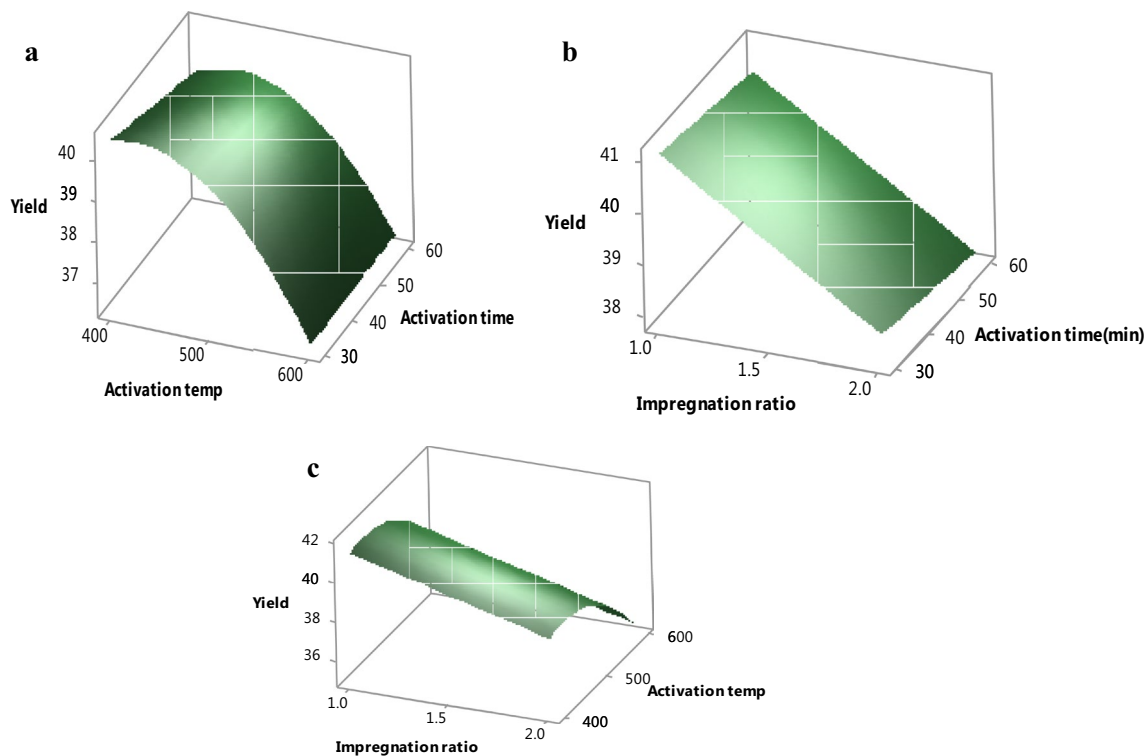 a
40
39
38
37
Yield
400
500
600
Activation temp
60
50
40
30
Activation time
b
41
40
39
38
Yield
1.0
1.5
2.0
Impregnation ratio
60
50
40
30
Activation time(min)
c
42
40
38
36
Yield
1.0
1.5
2.0
Impregnation ratio
600
500
400
Activation temp